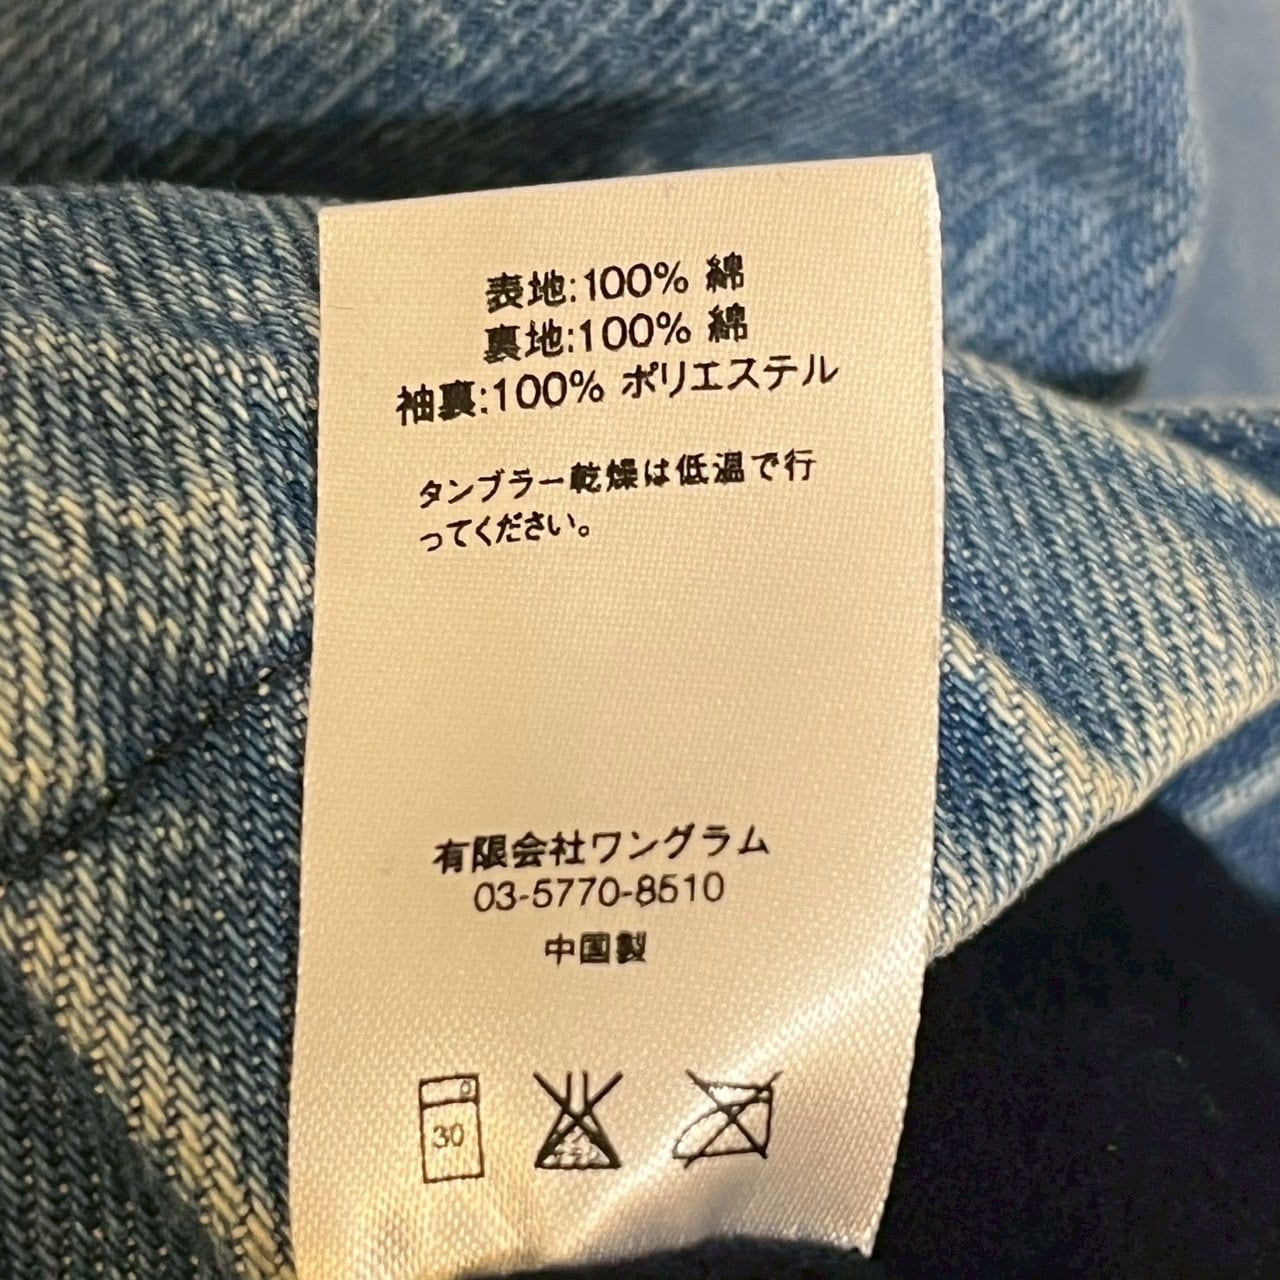 表地:100% 綿
裏地:100% 綿
袖裏:100% ポリエステル
タンブラー乾燥は低温で行
ってください。
有限会社ワングラム
03-5770-8510
中国製
30